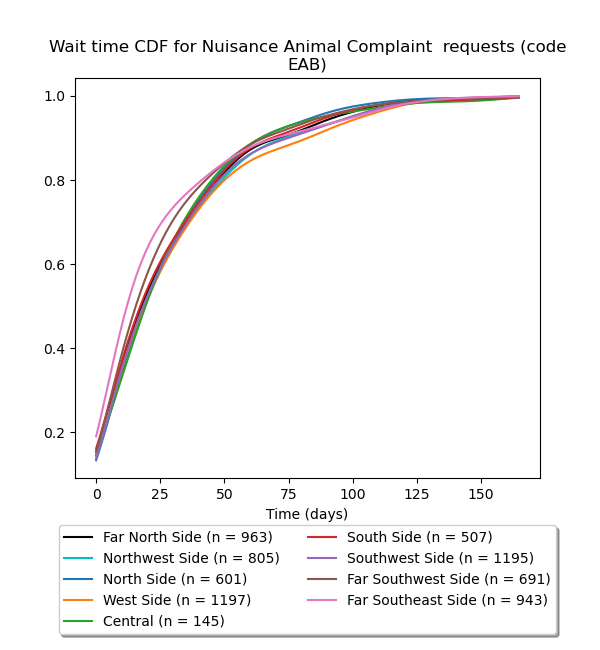 Wait time CDF for Nuisance Animal Complaint  requests (code
EAB)
1.0
0.8
0.6
0.4
0.2
0 25 50 75 100 125 150
Time (days)
Far North Side (n = 963)
Northwest Side (n = 805)
North Side (n = 601)
West Side (n = 1197)
Central (n = 145)
South Side (n = 507)
Southwest Side (n = 1195)
Far Southwest Side (n = 691)
Far Southeast Side (n = 943)